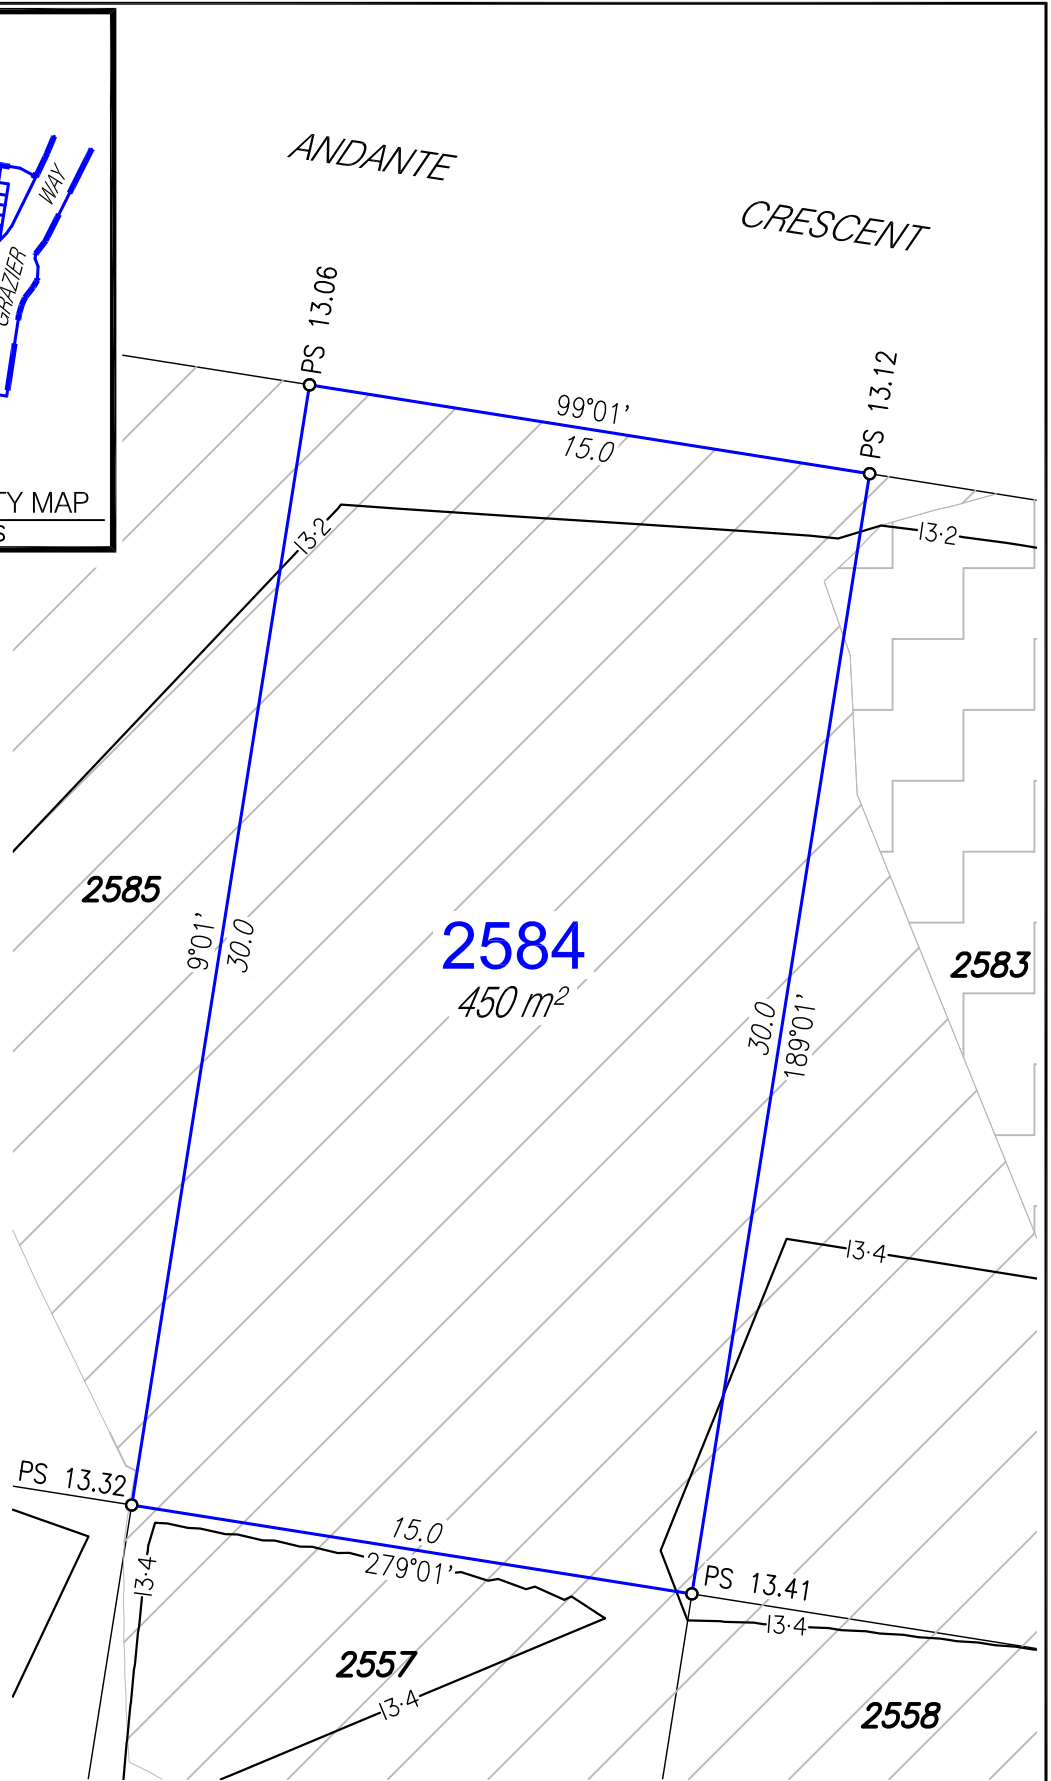 ANDANTE
CRESCENT
WAY
GRAZIER
TY MAP
S
PS 13.06
PS 13.12
99°01'
15.0
13·2
13·2
2585
9°01'
30.0
2584
450 m²
2583
30.0
189°01'
13·4
PS 13.32
15.0
279°01'
13·4
PS 13.41
13·4
2557
13·4
2558